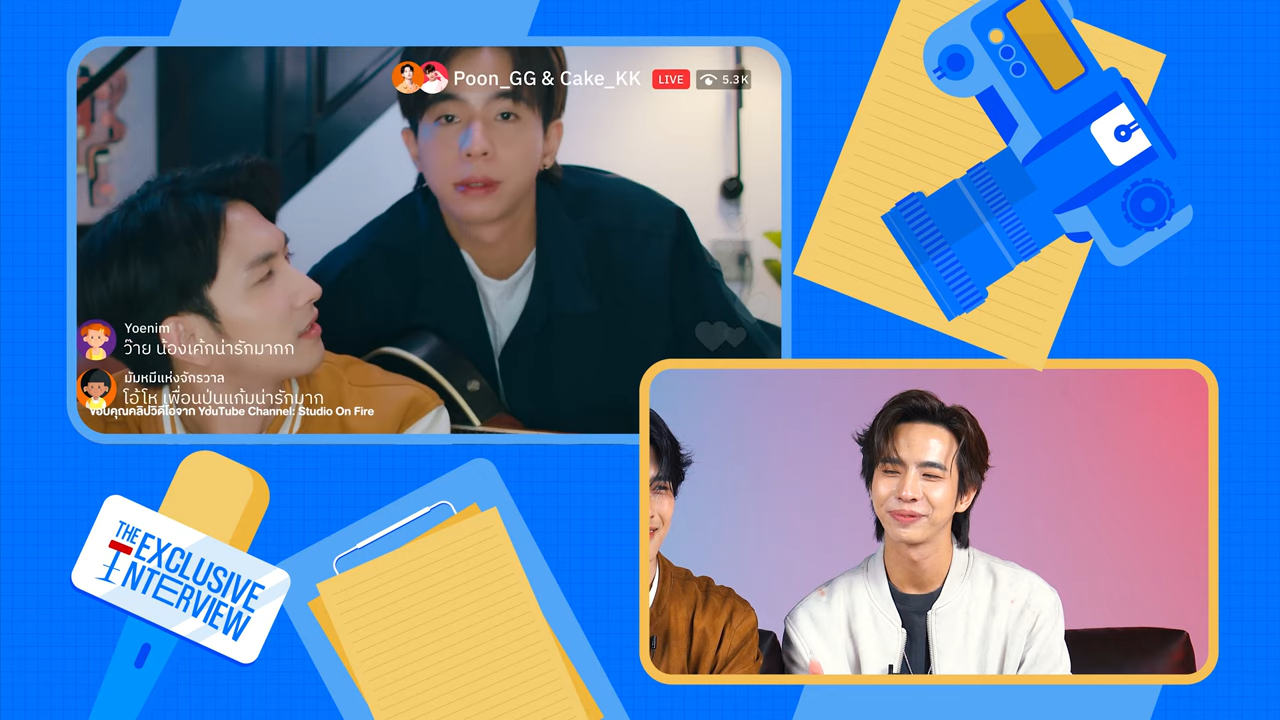 Poon_GG & Cake_KK
LIVE
5.3K
Yoenim
ว๊าย น้องเค้กน่ารักมากก
มัมหมีแห่งจักรวาล
โอ้โห เพื่อนปูนแก้มน่ารักมาก
ขอบคุณคลิปวิดีโอจาก YouTube Channel: Studio On Fire
THE
EXCLUSIVE
INTERVIEW